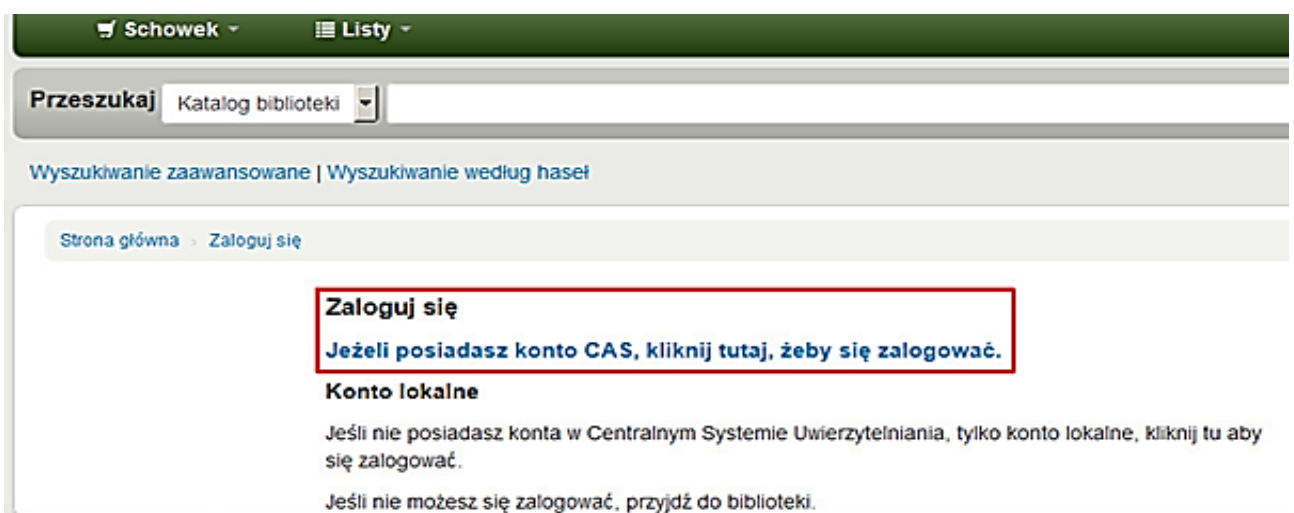 Schowek Listy
Przeszukaj Katalog biblioteki
Wyszukiwanie zaawansowane | Wyszukiwanie według haseł
Strona główna › Zaloguj się
Zaloguj się
Jeżeli posiadasz konto CAS, kliknij tutaj, żeby się zalogować.
Konto lokalne
Jeśli nie posiadasz konta w Centralnym Systemie Uwierzytelniania, tylko konto lokalne, kliknij tu aby
się zalogować.
Jeśli nie możesz się zalogować, przyjdź do biblioteki.